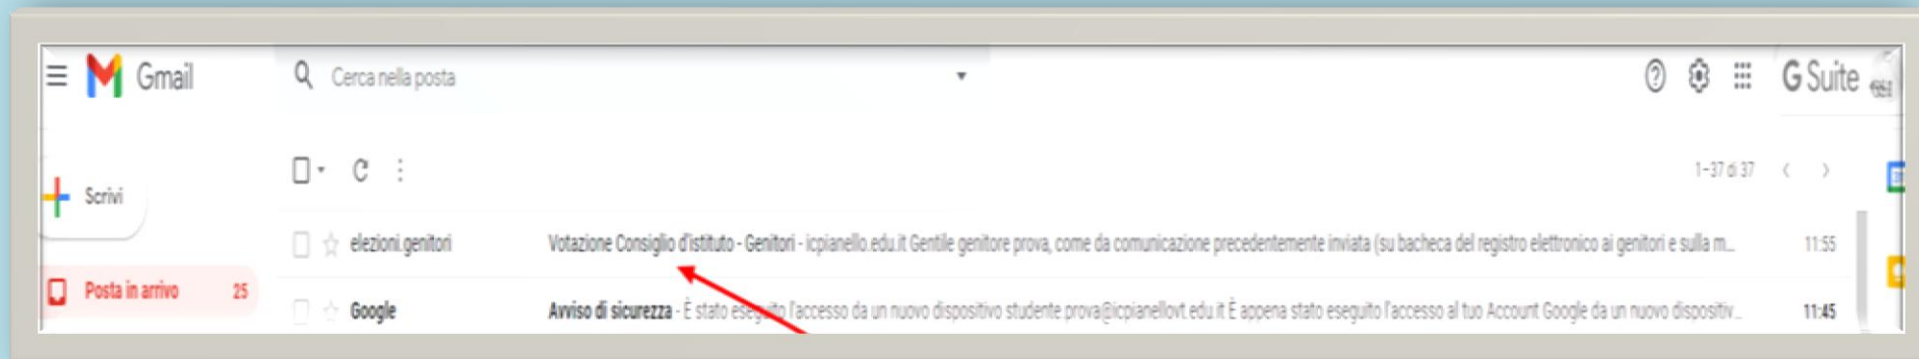 Gmail
Cerca nella posta
G Suite
1-37 di 37
Scrivi
elezioni.genitori Votazione Consiglio d'istituto - Genitori - icpianello.edu.it Gentile genitore prova, come da comunicazione precedentemente inviata (su bacheca del registro elettronico ai genitori e sulla m... 11:55
Posta in arrivo 25
Google Avviso di sicurezza - È stato eseguito l'accesso da un nuovo dispositivo studente prova@icpianellovt.edu.it È appena stato eseguito l'accesso al tuo Account Google da un nuovo dispositiv... 11:45